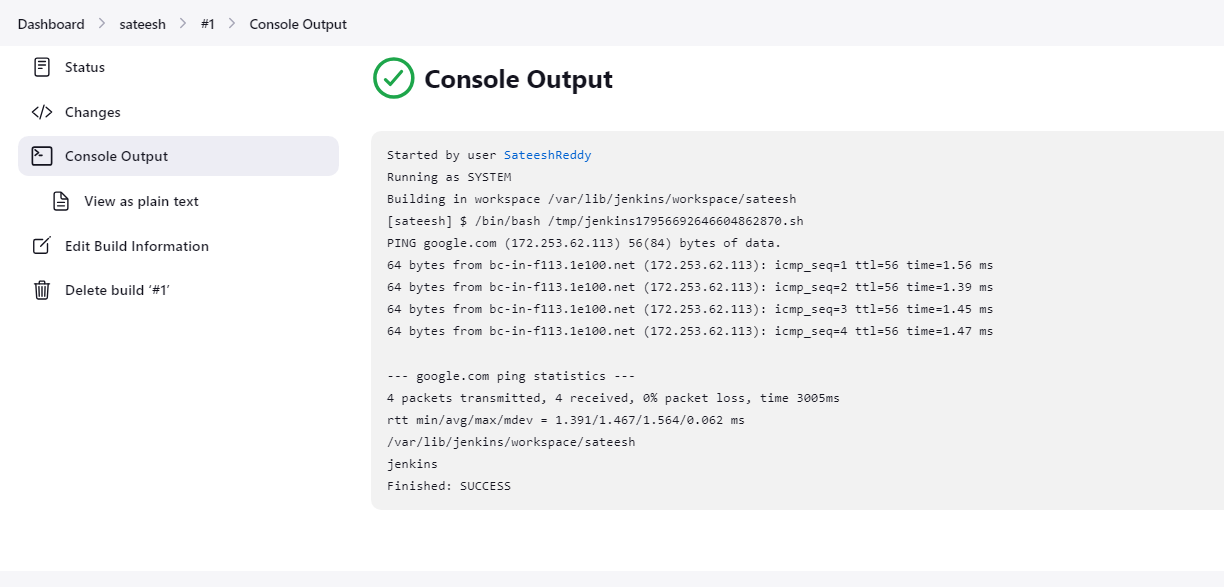 Dashboard > sateesh > #1 > Console Output
Status
Changes
Console Output
View as plain text
Edit Build Information
Delete build ‘#1’
Console Output
Started by user SateeshReddy
Running as SYSTEM
Building in workspace /var/lib/jenkins/workspace/sateesh
[sateesh] $ /bin/bash /tmp/jenkins17956692646604862870.sh
PING google.com (172.253.62.113) 56(84) bytes of data.
64 bytes from bc-in-f113.1e100.net (172.253.62.113): icmp_seq=1 ttl=56 time=1.56 ms
64 bytes from bc-in-f113.1e100.net (172.253.62.113): icmp_seq=2 ttl=56 time=1.39 ms
64 bytes from bc-in-f113.1e100.net (172.253.62.113): icmp_seq=3 ttl=56 time=1.45 ms
64 bytes from bc-in-f113.1e100.net (172.253.62.113): icmp_seq=4 ttl=56 time=1.47 ms
--- google.com ping statistics ---
4 packets transmitted, 4 received, 0% packet loss, time 3005ms
rtt min/avg/max/mdev = 1.391/1.467/1.564/0.062 ms
/var/lib/jenkins/workspace/sateesh
jenkins
Finished: SUCCESS